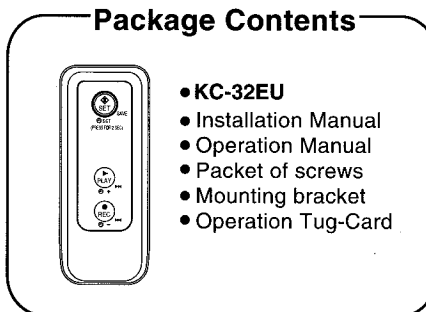 Package Contents
SET
SAVE
SET
(PRESS FOR 2 SEC)
PLAY
+
REC
−
• KC-32EU
• Installation Manual
• Operation Manual
• Packet of screws
• Mounting bracket
• Operation Tug-Card